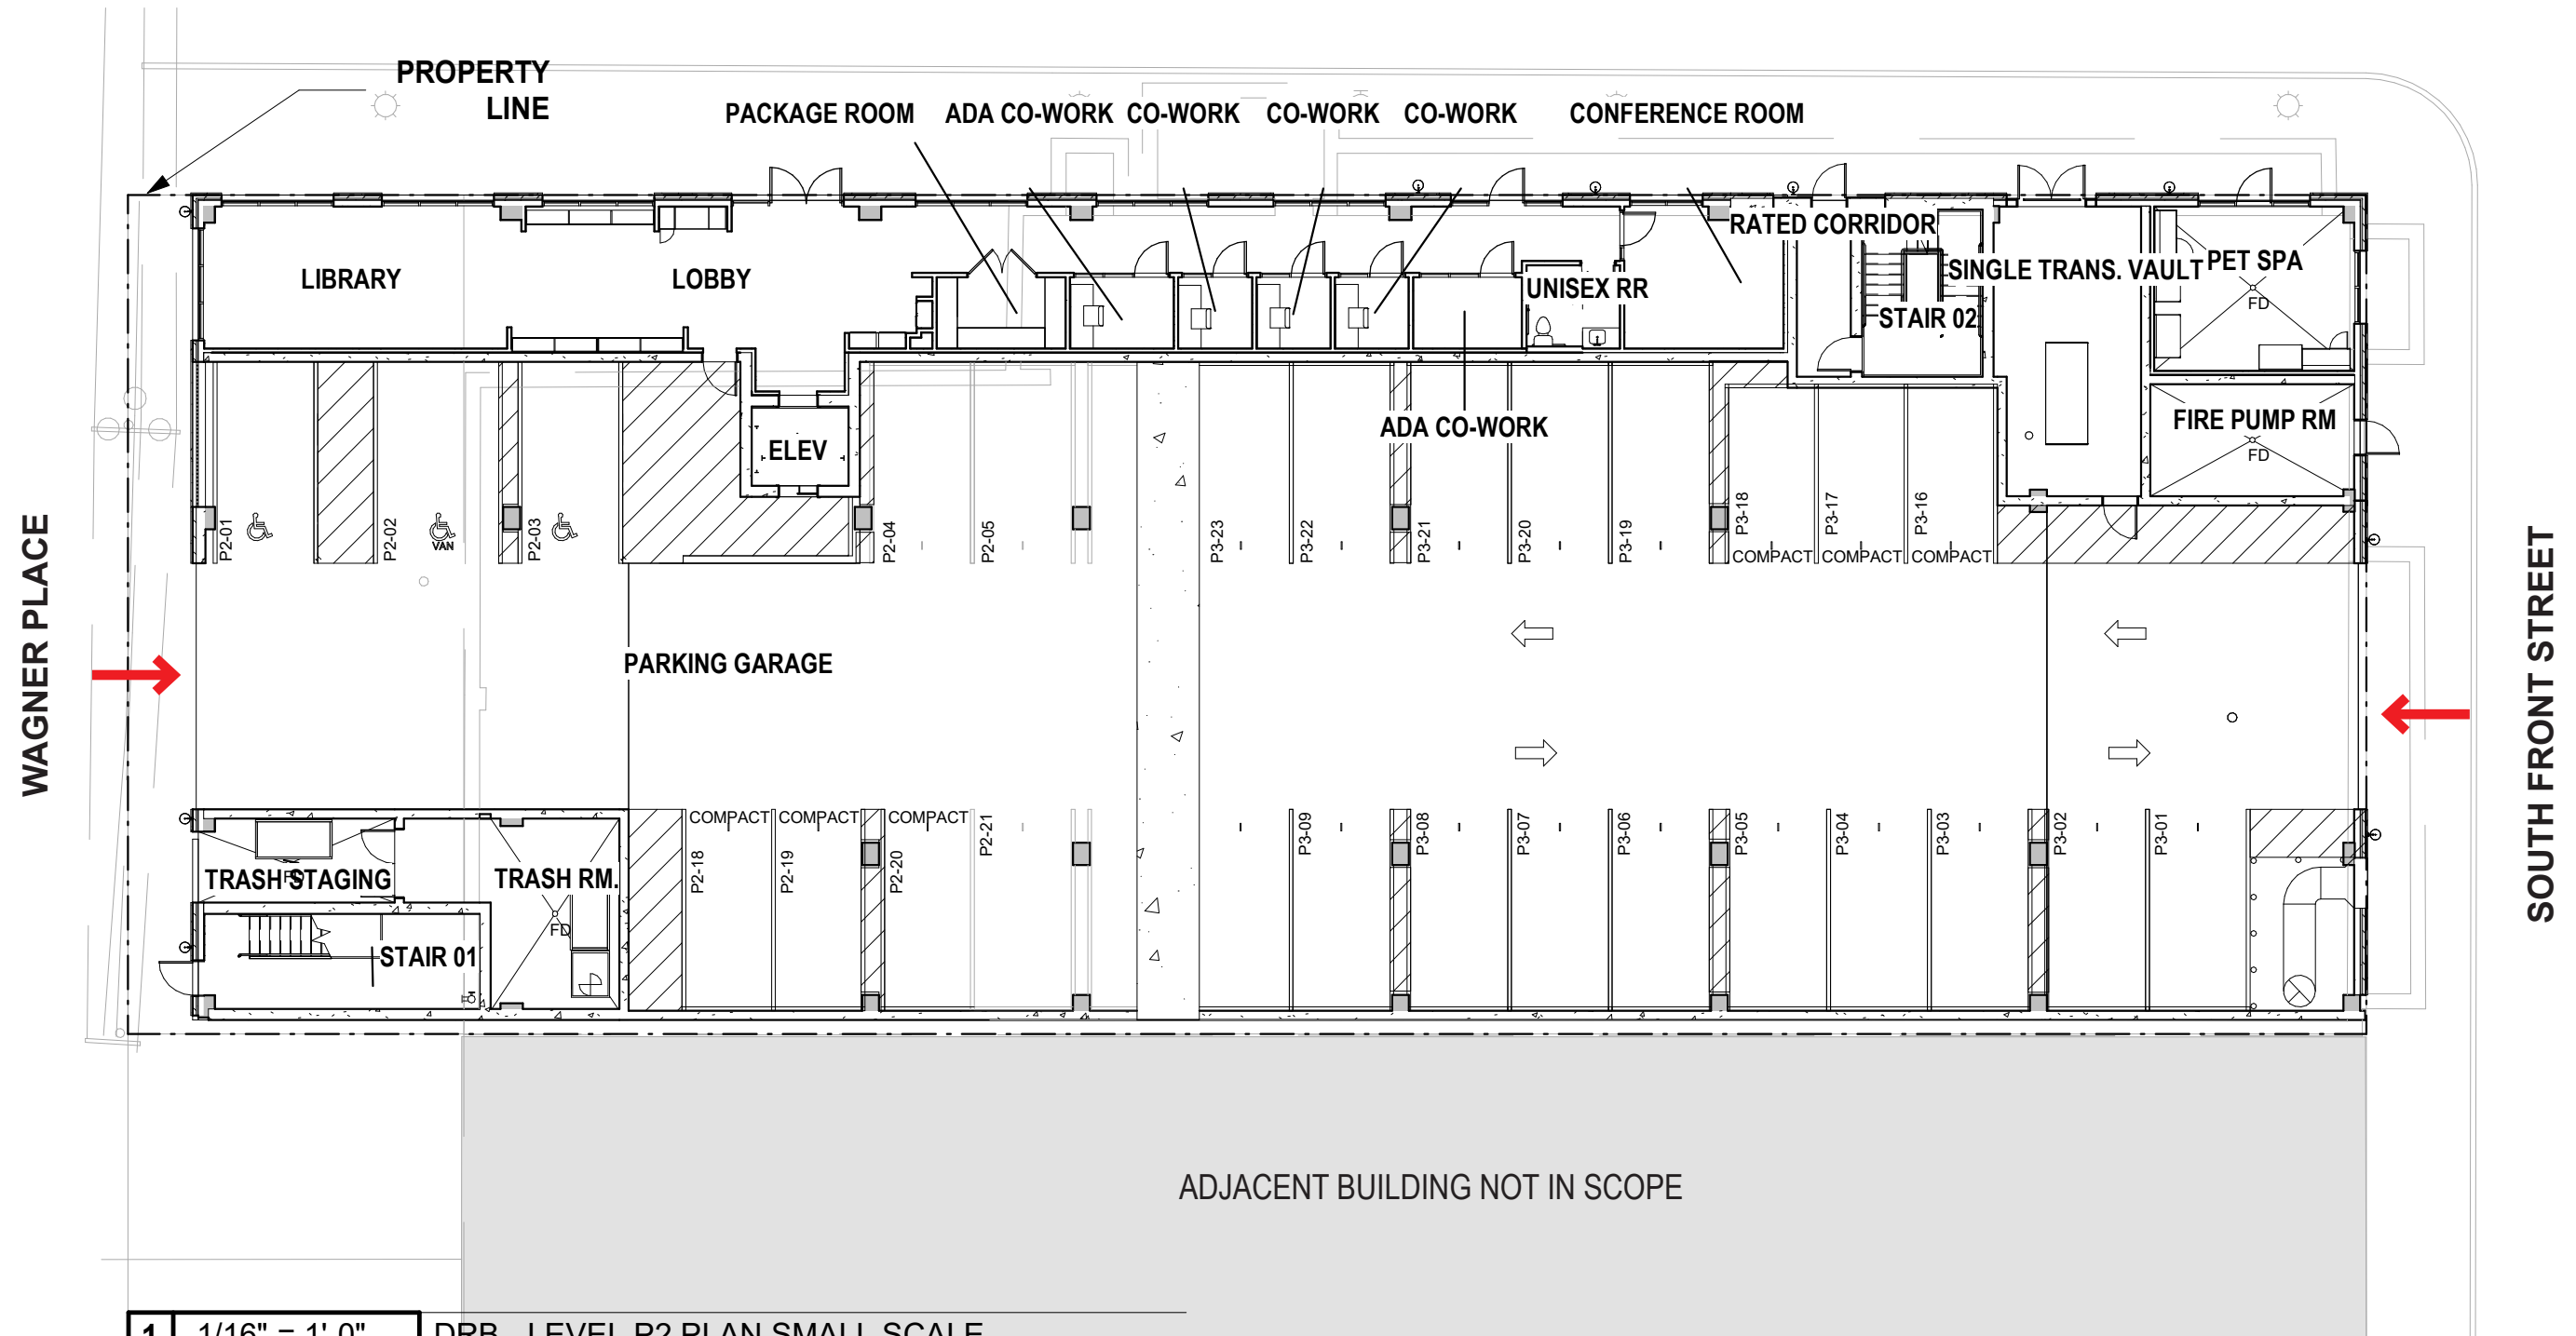 PROPERTY
LINE
PACKAGE ROOM
ADA CO-WORK
CO-WORK
CO-WORK
CO-WORK
CONFERENCE ROOM
LIBRARY
LOBBY
UNISEX RR
RATED CORRIDOR
SINGLE TRANS. VAULT
PET SPA
FD
STAIR 02
ELEV
ADA CO-WORK
FIRE PUMP RM
FD
P2-01
P2-02
VAN
P2-03
P2-04
P2-05
P3-23
P3-22
P3-21
P3-20
P3-19
P3-18
P3-17
P3-16
COMPACT
COMPACT
COMPACT
WAGNER PLACE
PARKING GARAGE
SOUTH FRONT STREET
COMPACT
COMPACT
COMPACT
P2-18
P2-19
P2-20
P2-21
P3-09
P3-08
P3-07
P3-06
P3-05
P3-04
P3-03
P3-02
P3-01
TRASH STAGING
FD
TRASH RM.
FD
STAIR 01
ADJACENT BUILDING NOT IN SCOPE
1
1/16" = 1'-0"
DRB - LEVEL P2 PLAN SMALL SCALE